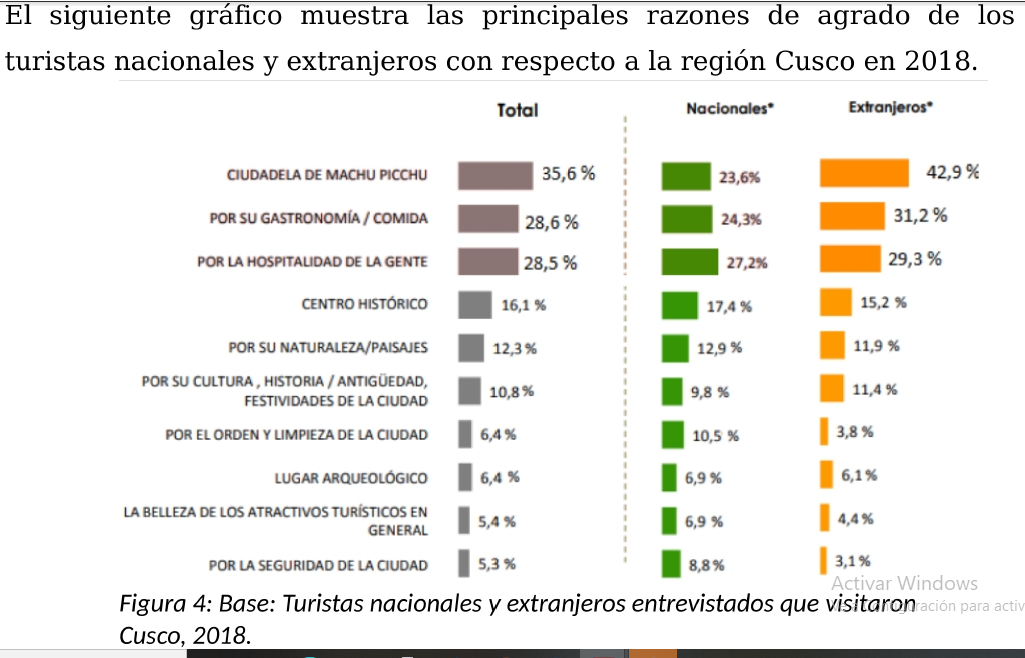 El siguiente gráfico muestra las principales razones de agrado de los
turistas nacionales y extranjeros con respecto a la región Cusco en 2018.
Total Nacionales* Extranjeros*
CIUDADELA DE MACHU PICCHU 35,6 % 23,6% 42,9 %
POR SU GASTRONOMÍA / COMIDA 28,6 % 24,3% 31,2 %
POR LA HOSPITALIDAD DE LA GENTE 28,5 % 27,2% 29,3 %
CENTRO HISTÓRICO 16,1 % 17,4 % 15,2 %
POR SU NATURALEZA/PAISAJES 12,3 % 12,9 % 11,9 %
POR SU CULTURA , HISTORIA / ANTIGÜEDAD,
FESTIVIDADES DE LA CIUDAD 10,8 % 9,8 % 11,4 %
POR EL ORDEN Y LIMPIEZA DE LA CIUDAD 6,4 % 10,5 % 3,8 %
LUGAR ARQUEOLÓGICO 6,4 % 6,9 % 6,1 %
LA BELLEZA DE LOS ATRACTIVOS TURÍSTICOS EN
GENERAL 5,4 % 6,9 % 4,4 %
POR LA SEGURIDAD DE LA CIUDAD 5,3 % 8,8 % 3,1 %
Activar Windows
Figura 4: Base: Turistas nacionales y extranjeros entrevistados que visitaron
para activ
Cusco, 2018.